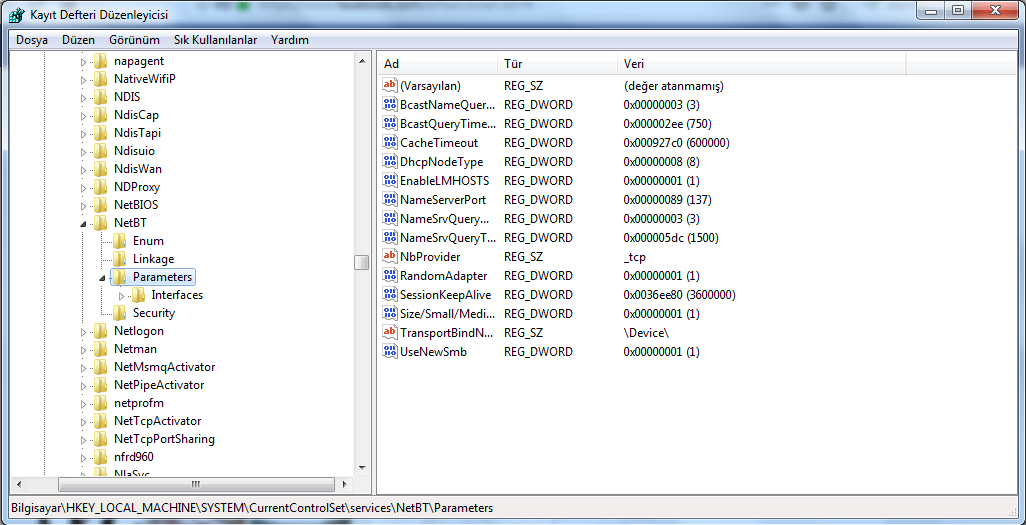 Kayıt Defteri Düzenleyicisi
Dosya Düzen Görünüm Sık Kullanılanlar Yardım
napagent
NativeWifiP
NDIS
NdisCap
NdisTapi
Ndisuio
NdisWan
NDProxy
NetBIOS
NetBT
Enum
Linkage
Parameters
Interfaces
Security
Netlogon
Netman
NetMsmqActivator
NetPipeActivator
netprofm
NetTcpActivator
NetTcpPortSharing
nfrd960
NlaSvc
Ad Tür Veri
(Varsayılan) REG_SZ (değer atanmamış)
BcastNameQuer... REG_DWORD 0x00000003 (3)
BcastQueryTime... REG_DWORD 0x000002ee (750)
CacheTimeout REG_DWORD 0x000927c0 (600000)
DhcpNodeType REG_DWORD 0x00000008 (8)
EnableLMHOSTS REG_DWORD 0x00000001 (1)
NameServerPort REG_DWORD 0x00000089 (137)
NameSrvQuery... REG_DWORD 0x00000003 (3)
NameSrvQueryT... REG_DWORD 0x000005dc (1500)
NbProvider REG_SZ _tcp
RandomAdapter REG_DWORD 0x00000001 (1)
SessionKeepAlive REG_DWORD 0x0036ee80 (3600000)
Size/Small/Medi... REG_DWORD 0x00000001 (1)
TransportBindN... REG_SZ \Device\
UseNewSmb REG_DWORD 0x00000001 (1)
Bilgisayar\HKEY_LOCAL_MACHINE\SYSTEM\CurrentControlSet\services\NetBT\Parameters